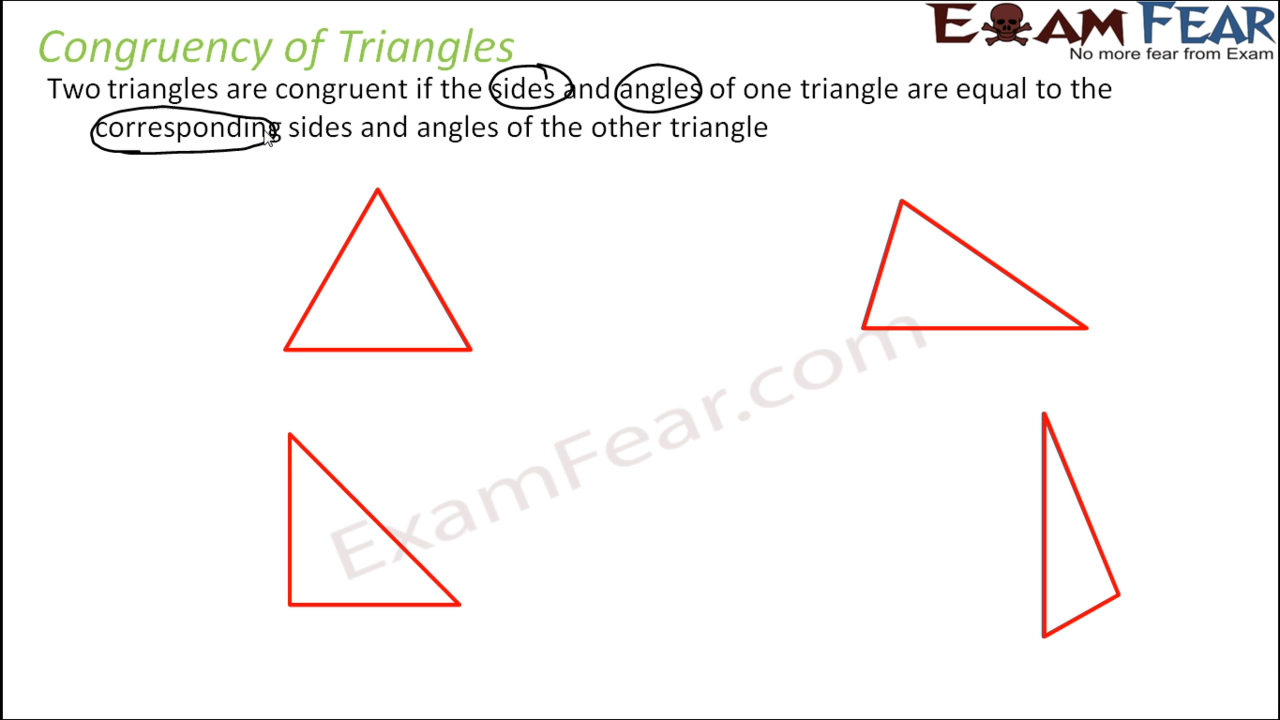 EXAM FEAR
No more fear from Exam
Congruency of Triangles
Two triangles are congruent if the sides and angles of one triangle are equal to the
corresponding sides and angles of the other triangle
ExamFear.com